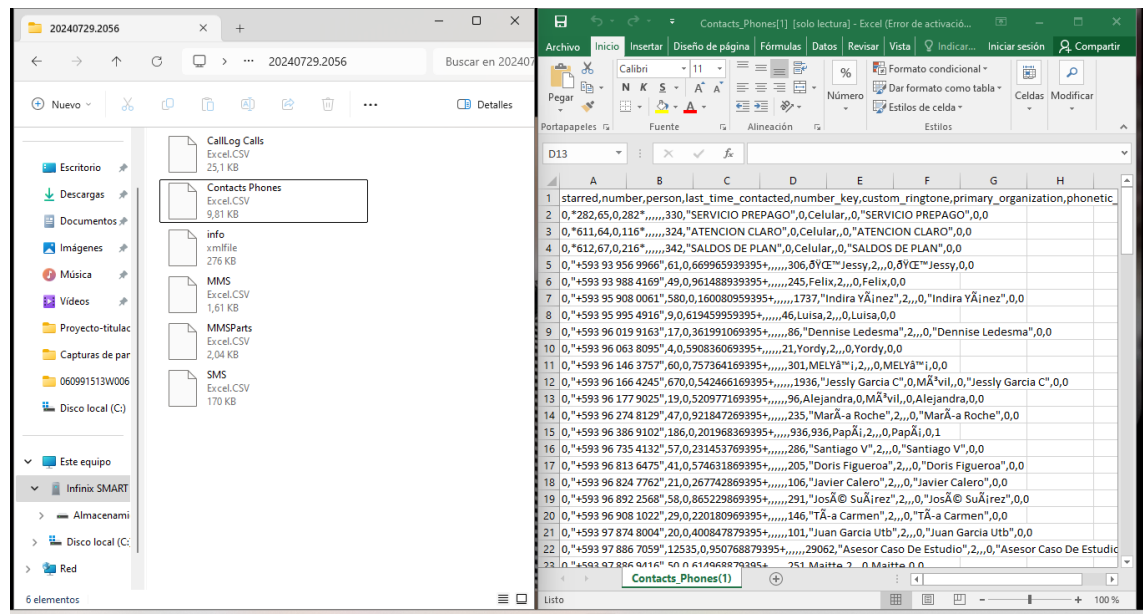 20240729.2056
20240729.2056
Buscar en 202407
Nuevo
Detalles
Escritorio
Descargas
Documentos
Imágenes
Música
Vídeos
Proyecto-titulac
Capturas de par
060991513W006
Disco local (C:)
Este equipo
Infinix SMART
Almacenami
Disco local (C:
Red
CallLog Calls
Excel.CSV
25,1 KB
Contacts Phones
Excel.CSV
9,81 KB
info
xmlfile
276 KB
MMS
Excel.CSV
1,61 KB
MMSParts
Excel.CSV
2,04 KB
SMS
Excel.CSV
170 KB
6 elementos
Contacts_Phones[1] [solo lectura] - Excel (Error de activació...
Archivo Inicio Insertar Diseño de página Fórmulas Datos Revisar Vista Indicar... Iniciar sesión Compartir
Pegar
Calibri 11
N K S
Número
Formato condicional
Dar formato como tabla
Estilos de celda
Celdas Modificar
Portapapeles Fuente Alineación Estilos
D13 fx
A B C D E F G H
1 starred,number,person,last_time_contacted,number_key,custom_ringtone,primary_organization,phonetic_
2 0,*282,65,0,282*,,,,,,330,"SERVICIO PREPAGO",0,Celular,,0,"SERVICIO PREPAGO",0,0
3 0,*611,64,0,116*,,,,,,324,"ATENCION CLARO",0,Celular,,0,"ATENCION CLARO",0,0
4 0,*612,67,0,216*,,,,,,342,"SALDOS DE PLAN",0,Celular,,0,"SALDOS DE PLAN",0,0
5 0,"+593 93 956 9966",61,0,669965939395+,,,,,,306,ðŸŒ™Jessy,2,,,0,ðŸŒ™Jessy,0,0
6 0,"+593 93 988 4169",49,0,961488939395+,,,,,,245,Felix,2,,,0,Felix,0,0
7 0,"+593 95 908 0061",580,0,160080959395+,,,,,,1737,"Indira YÃ¡nez",2,,,0,"Indira YÃ¡nez",0,0
8 0,"+593 95 995 4916",9,0,619459959395+,,,,,,46,Luisa,2,,,0,Luisa,0,0
9 0,"+593 96 019 9163",17,0,361991069395+,,,,,,86,"Dennise Ledesma",2,,,0,"Dennise Ledesma",0,0
10 0,"+593 96 063 8095",4,0,590836069395+,,,,,,21,Yordy,2,,,0,Yordy,0,0
11 0,"+593 96 146 3757",60,0,757364169395+,,,,,,301,MELYâ™¡,2,,,0,MELYâ™¡,0,0
12 0,"+593 96 166 4245",670,0,542466169395+,,,,,,1936,"Jessly Garcia C",0,MÃ³vil,,0,"Jessly Garcia C",0,0
13 0,"+593 96 177 9025",19,0,520977169395+,,,,,,96,Alejandra,0,MÃ³vil,,0,Alejandra,0,0
14 0,"+593 96 274 8129",47,0,921847269395+,,,,,,235,"MarÃ-a Roche",2,,,0,"MarÃ-a Roche",0,0
15 0,"+593 96 386 9102",186,0,201968369395+,,,,,936,936,PapÃ¡,2,,,0,PapÃ¡,0,1
16 0,"+593 96 735 4132",57,0,231453769395+,,,,,,286,"Santiago V",2,,,0,"Santiago V",0,0
17 0,"+593 96 813 6475",41,0,574631869395+,,,,,,205,"Doris Figueroa",2,,,0,"Doris Figueroa",0,0
18 0,"+593 96 824 7762",21,0,267742869395+,,,,,,106,"Javier Calero",2,,,0,"Javier Calero",0,0
19 0,"+593 96 892 2568",58,0,865229869395+,,,,,,291,"JosÃ© SuÃ¡rez",2,,,0,"JosÃ© SuÃ¡rez",0,0
20 0,"+593 96 908 1022",29,0,220180969395+,,,,,,146,"TÃ-a Carmen",2,,,0,"TÃ-a Carmen",0,0
21 0,"+593 97 874 8004",20,0,400847879395+,,,,,,101,"Juan Garcia Utb",2,,,0,"Juan Garcia Utb",0,0
22 0,"+593 97 886 7059",12535,0,950768879395+,,,,,,29062,"Asesor Caso De Estudio",2,,,0,"Asesor Caso De Estudic
23 0,"+593 97 886 9416",50,0,614968879395+,,,,,,251,Maitte,2,,,0,Maitte,0,0
Contacts_Phones(1)
Listo 100 %